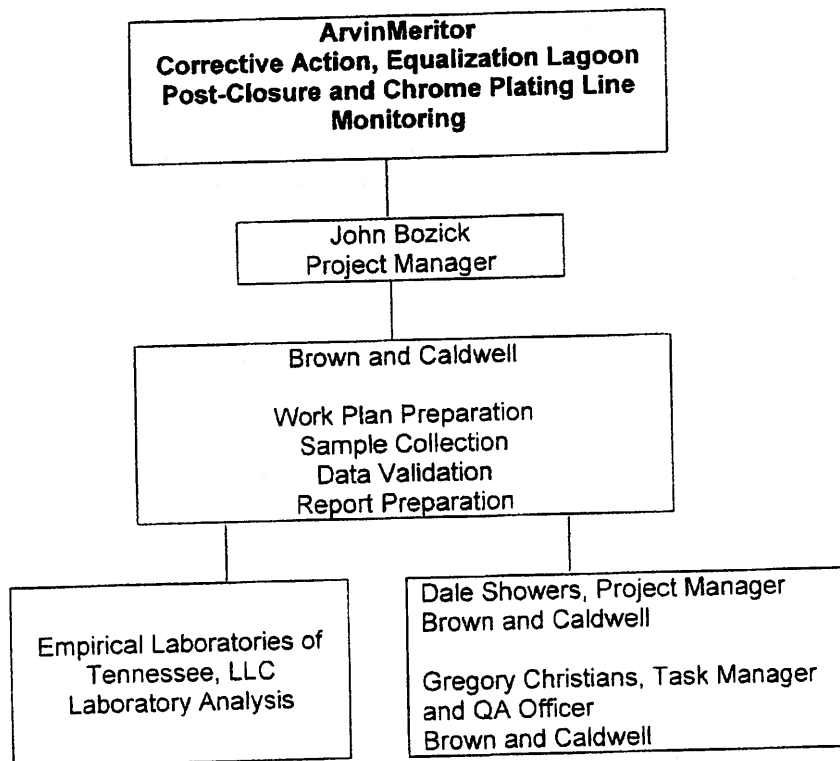 ArvinMeritor
Corrective Action, Equalization Lagoon
Post-Closure and Chrome Plating Line
Monitoring
John Bozick
Project Manager
Brown and Caldwell
Work Plan Preparation
Sample Collection
Data Validation
Report Preparation
Empirical Laboratories of
Tennessee, LLC
Laboratory Analysis
Dale Showers, Project Manager
Brown and Caldwell
Gregory Christians, Task Manager
and QA Officer
Brown and Caldwell